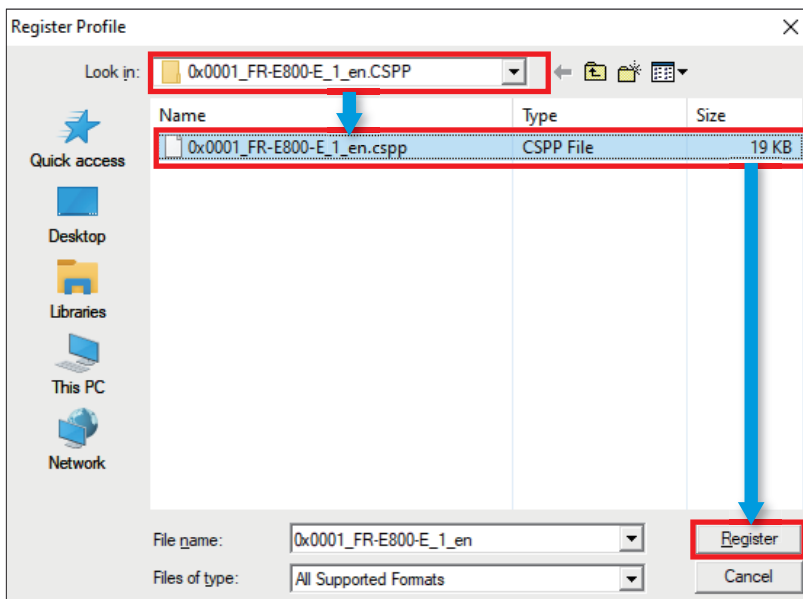 Register Profile
Look in: 0x0001_FR-E800-E_1_en.CSPP
Name Type Size
0x0001_FR-E800-E_1_en.cspp CSPP File 19 KB
Quick access
Desktop
Libraries
This PC
Network
File name: 0x0001_FR-E800-E_1_en Register
Files of type: All Supported Formats Cancel